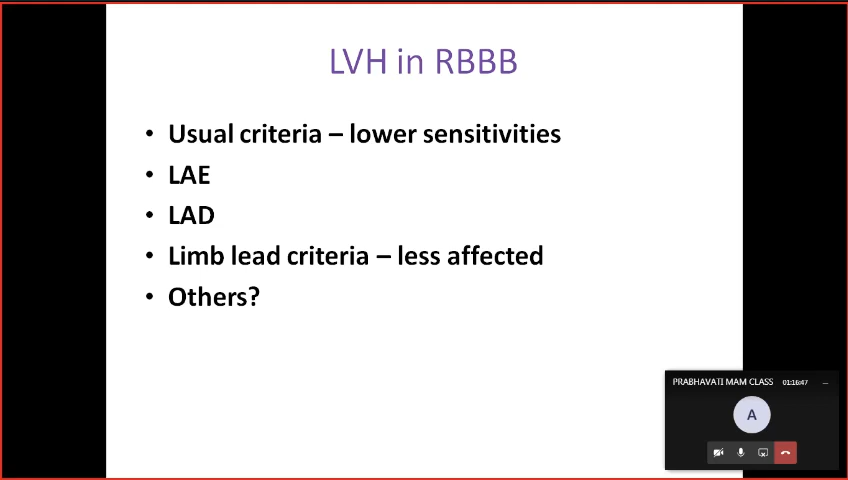 LVH in RBBB
• Usual criteria – lower sensitivities
• LAE
• LAD
• Limb lead criteria – less affected
• Others?
PRABHAVATI MAM CLASS 01:16:47
A